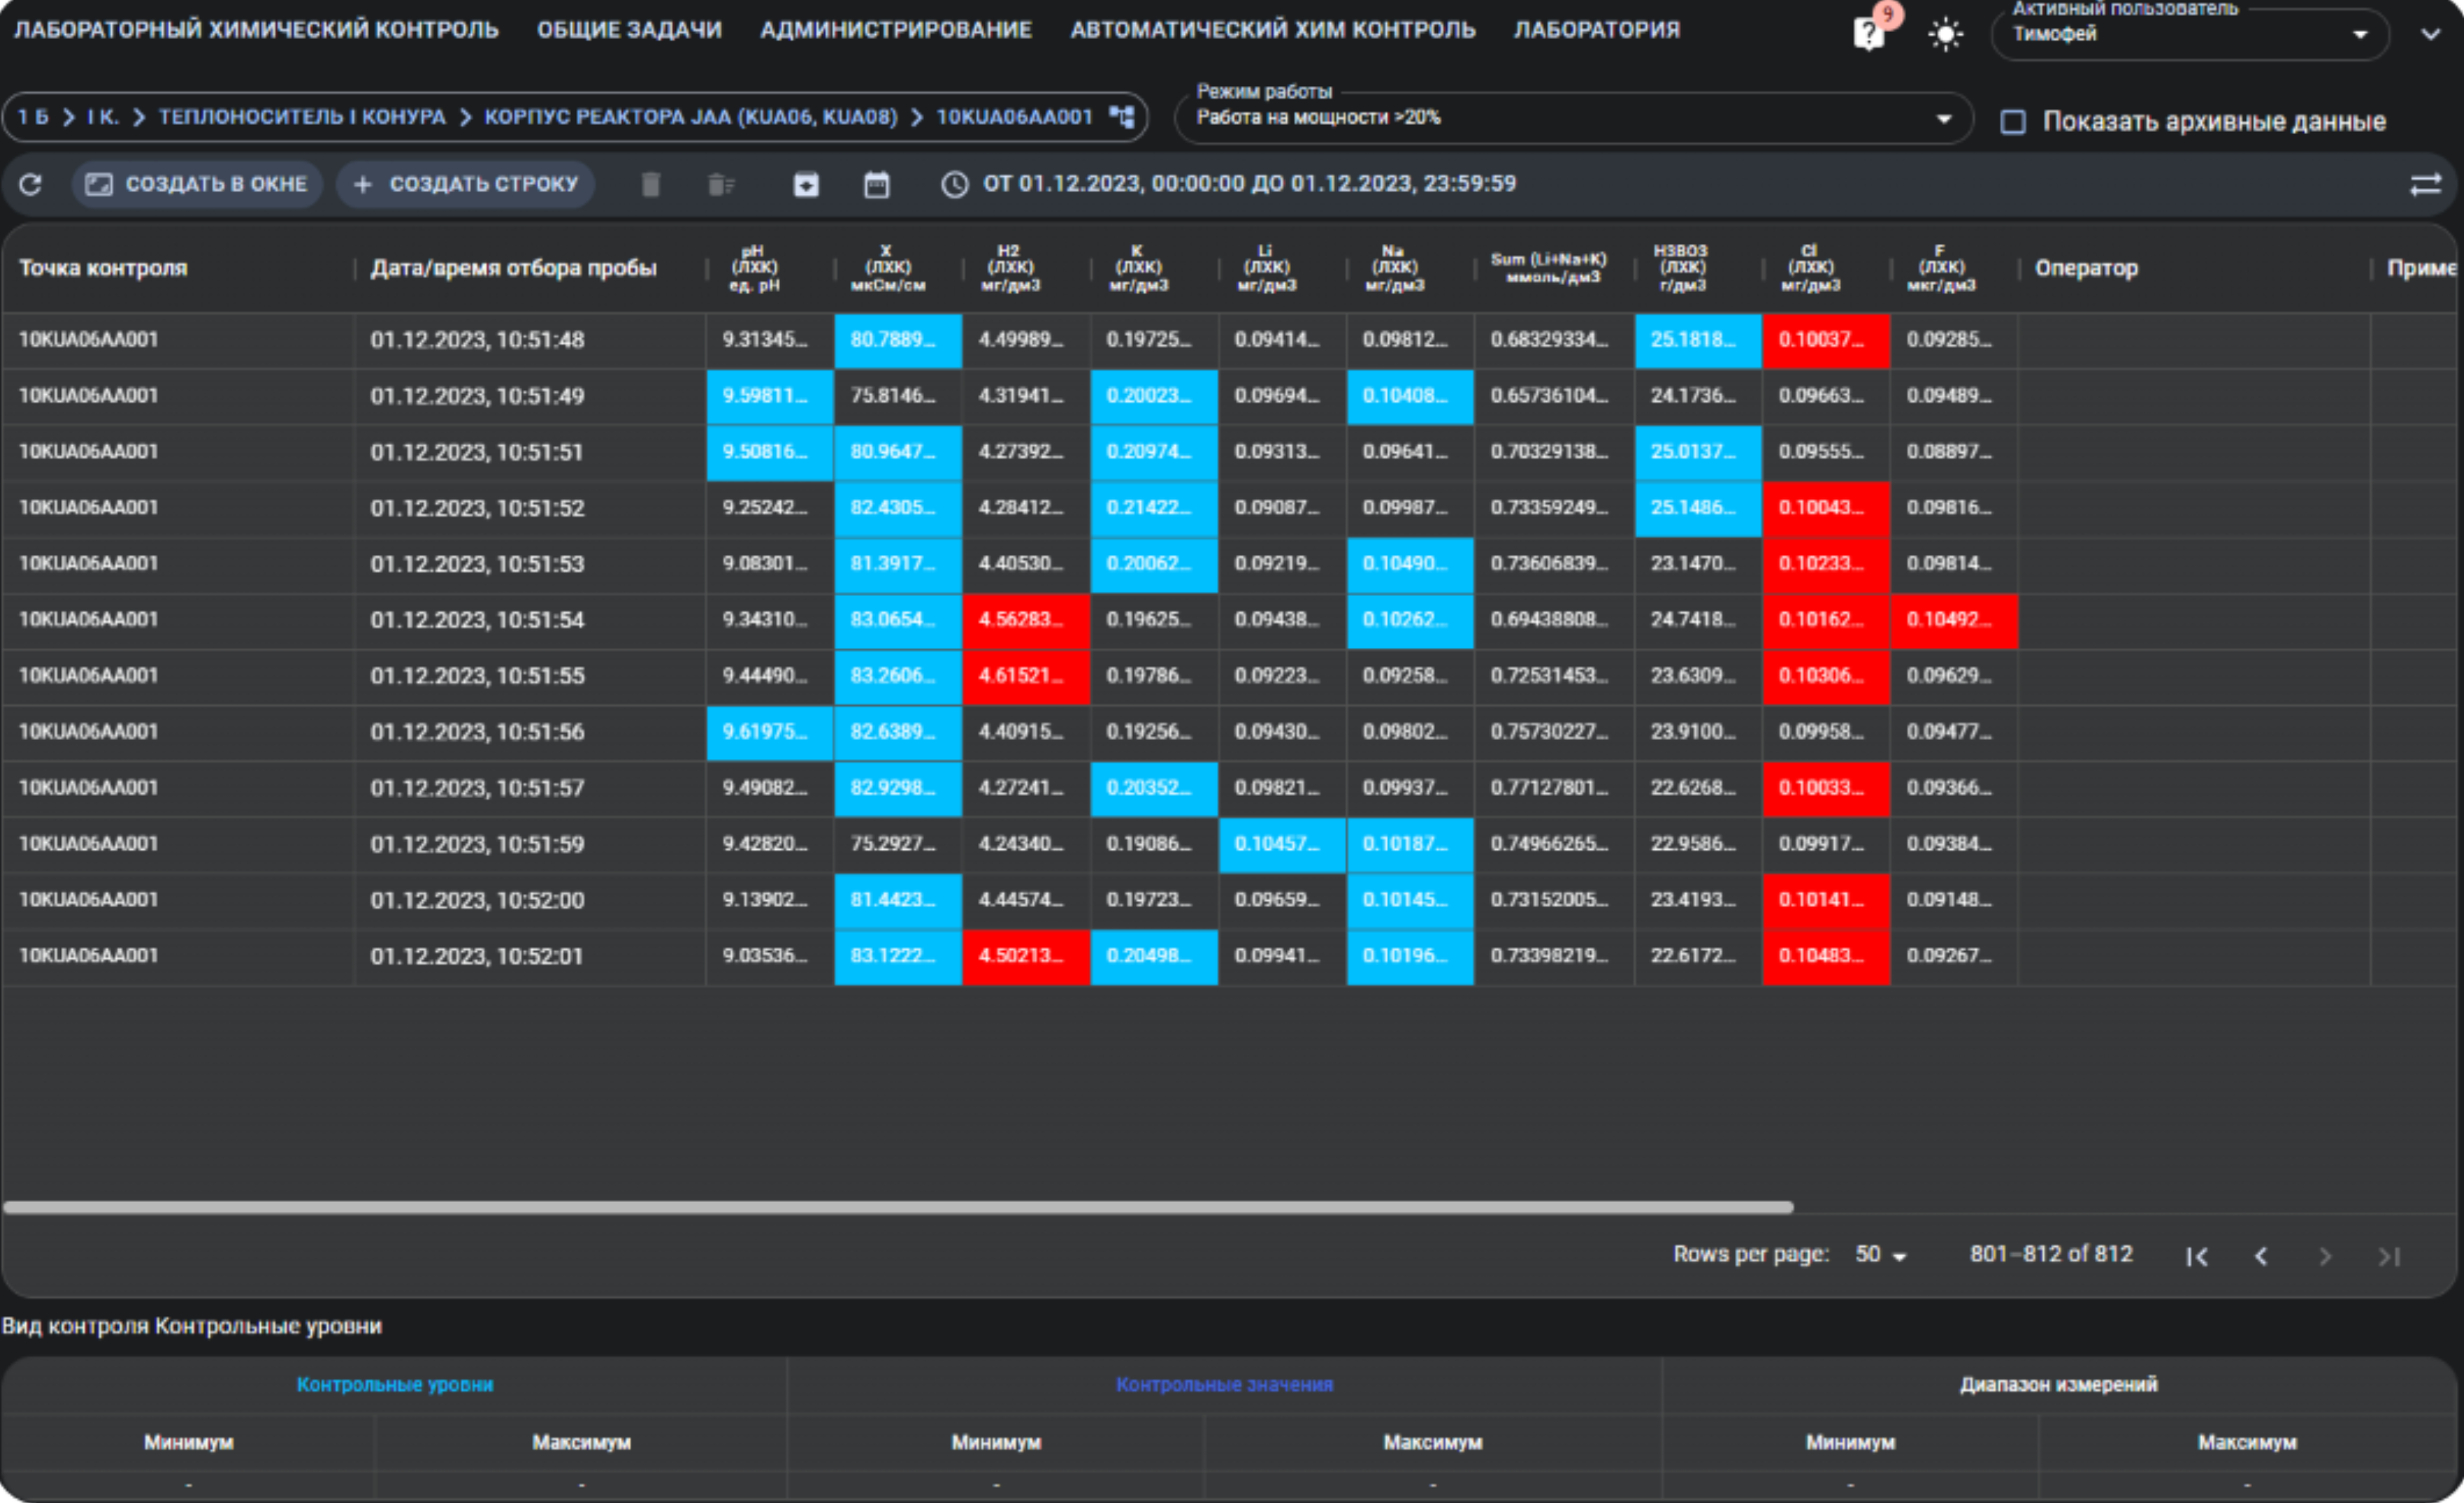 ЛАБОРАТОРНЫЙ ХИМИЧЕСКИЙ КОНТРОЛЬ ОБЩИЕ ЗАДАЧИ АДМИНИСТРИРОВАНИЕ АВТОМАТИЧЕСКИЙ ХИМ КОНТРОЛЬ ЛАБОРАТОРИЯ 9
Активный пользователь
Тимофей
1 Б > I К. > ТЕПЛОНОСИТЕЛЬ I КОНУРА > КОРПУС РЕАКТОРА JAA (KUA06, KUA08) > 10KUA06AA001
Режим работы
Работа на мощности >20%
Показать архивные данные
СОЗДАТЬ В ОКНЕ + СОЗДАТЬ СТРОКУ ОТ 01.12.2023, 00:00:00 ДО 01.12.2023, 23:59:59
Точка контроля Дата/время отбора пробы pH (ЛХК) ед. pH X (ЛХК) мкСм/см H2 (ЛХК) мг/дм3 K (ЛХК) мг/дм3 Li (ЛХК) мг/дм3 Na (ЛХК) мг/дм3 Sum (Li+Na+K) ммоль/дм3 H3BO3 (ЛХК) г/дм3 Cl (ЛХК) мг/дм3 F (ЛХК) мкг/дм3 Оператор Приме
10KUA06AA001 01.12.2023, 10:51:48 9.31345... 80.7889... 4.49989... 0.19725... 0.09414... 0.09812... 0.68329334... 25.1818... 0.10037... 0.09285...
10KUA06AA001 01.12.2023, 10:51:49 9.59811... 75.8146... 4.31941... 0.20023... 0.09694... 0.10408... 0.65736104... 24.1736... 0.09663... 0.09489...
10KUA06AA001 01.12.2023, 10:51:51 9.50816... 80.9647... 4.27392... 0.20974... 0.09313... 0.09641... 0.70329138... 25.0137... 0.09555... 0.08897...
10KUA06AA001 01.12.2023, 10:51:52 9.25242... 82.4305... 4.28412... 0.21422... 0.09087... 0.09987... 0.73359249... 25.1486... 0.10043... 0.09816...
10KUA06AA001 01.12.2023, 10:51:53 9.08301... 81.3917... 4.40530... 0.20062... 0.09219... 0.10490... 0.73606839... 23.1470... 0.10233... 0.09814...
10KUA06AA001 01.12.2023, 10:51:54 9.34310... 83.0654... 4.56283... 0.19625... 0.09438... 0.10262... 0.69438808... 24.7418... 0.10162... 0.10492...
10KUA06AA001 01.12.2023, 10:51:55 9.44490... 83.2606... 4.61521... 0.19786... 0.09223... 0.09258... 0.72531453... 23.6309... 0.10306... 0.09629...
10KUA06AA001 01.12.2023, 10:51:56 9.61975... 82.6389... 4.40915... 0.19256... 0.09430... 0.09802... 0.75730227... 23.9100... 0.09958... 0.09477...
10KUA06AA001 01.12.2023, 10:51:57 9.49082... 82.9298... 4.27241... 0.20352... 0.09821... 0.09937... 0.77127801... 22.6268... 0.10033... 0.09366...
10KUA06AA001 01.12.2023, 10:51:59 9.42820... 75.2927... 4.24340... 0.19086... 0.10457... 0.10187... 0.74966265... 22.9586... 0.09917... 0.09384...
10KUA06AA001 01.12.2023, 10:52:00 9.13902... 81.4423... 4.44574... 0.19723... 0.09659... 0.10145... 0.73152005... 23.4193... 0.10141... 0.09148...
10KUA06AA001 01.12.2023, 10:52:01 9.03536... 83.1222... 4.50213... 0.20498... 0.09941... 0.10196... 0.73398219... 22.6172... 0.10483... 0.09267...
Rows per page: 50 801–812 of 812
Вид контроля Контрольные уровни
Контрольные уровни Контрольные значения Диапазон измерений
Минимум Максимум Минимум Максимум Минимум Максимум
- - - - - -